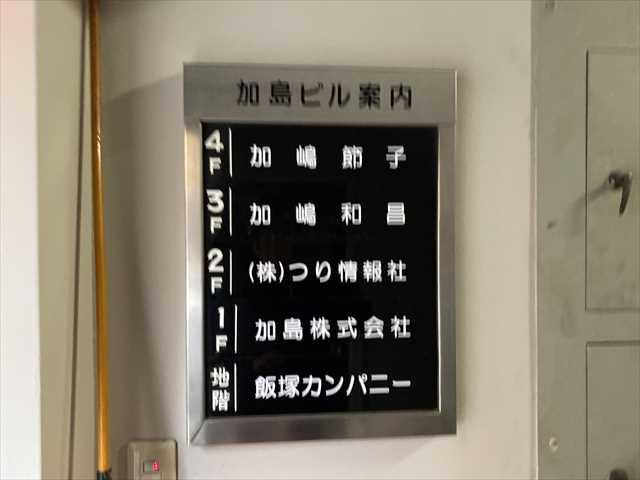 加島ビル案内
4F 加嶋節子
3F 加嶋和昌
2F (株)つり情報社
1F 加島株式会社
地階 飯塚カンパニー